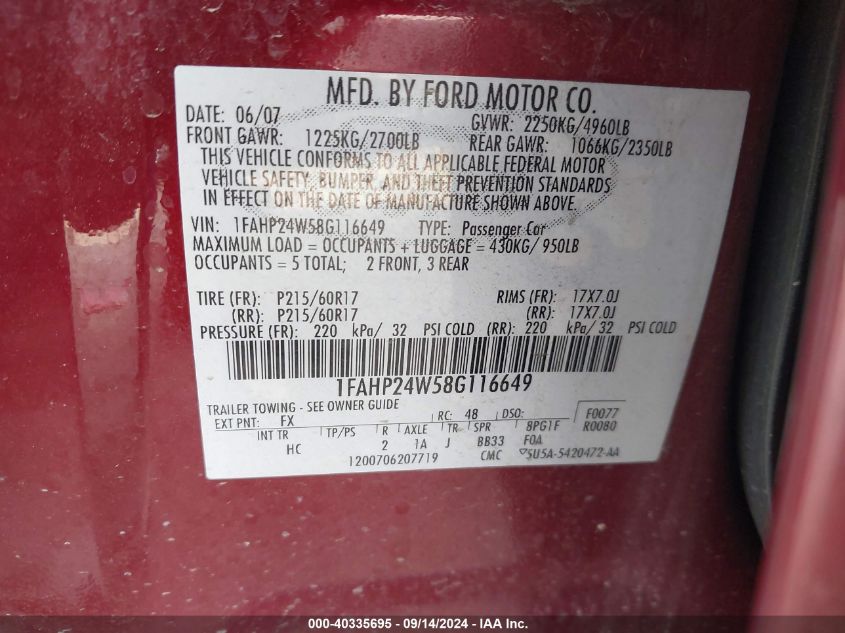 MFD. BY FORD MOTOR CO.
DATE: 06/07 GVWR: 2250KG/4960LB
FRONT GAWR: 1225KG/2700LB REAR GAWR: 1066KG/2350LB
THIS VEHICLE CONFORMS TO ALL APPLICABLE FEDERAL MOTOR
VEHICLE SAFETY, BUMPER, AND THEFT PREVENTION STANDARDS
IN EFFECT ON THE DATE OF MANUFACTURE SHOWN ABOVE.
VIN: 1FAHP24W58G116649 TYPE: Passenger Car
MAXIMUM LOAD = OCCUPANTS + LUGGAGE = 430KG/ 950LB
OCCUPANTS = 5 TOTAL; 2 FRONT, 3 REAR
TIRE (FR): P215/60R17 RIMS (FR): 17X7.0J
(RR): P215/60R17 (RR): 17X7.0J
PRESSURE (FR): 220 kPa/ 32 PSI COLD (RR): 220 kPa/ 32 PSI COLD
1FAHP24W58G116649
TRAILER TOWING - SEE OWNER GUIDE
EXT PNT: FX RC: 48 DSO: F0077
INT TR TP/PS R AXLE TR SPR 8PG1F R0080
HC 2 1A J BB33 FOA
1200706207719 CMC 5U5A-5420472-AA
000-40335695 - 09/14/2024 - IAA Inc.